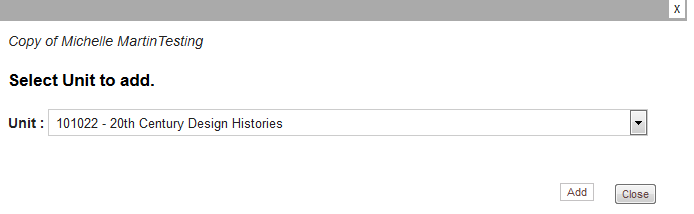 X
Copy of Michelle MartinTesting
Select Unit to add.
Unit : 101022 - 20th Century Design Histories
Add Close